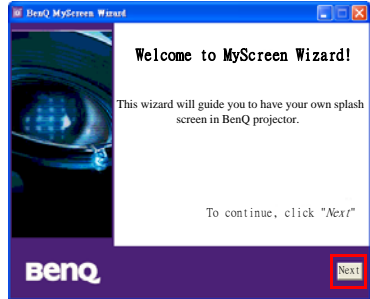 BenQ MyScreen Wizard
Welcome to MyScreen Wizard!
This wizard will guide you to have your own splash
screen in BenQ projector.
To continue, click "Next"
BenQ
Next